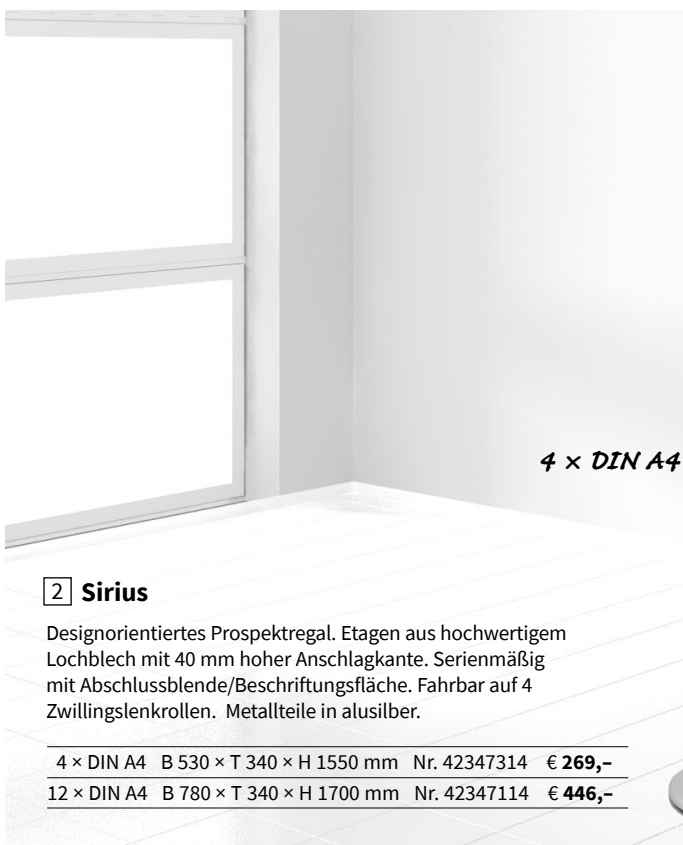 4 × DIN A4
2 Sirius
Designorientiertes Prospektregal. Etagen aus hochwertigem
Lochblech mit 40 mm hoher Anschlagkante. Serienmäßig
mit Abschlussblende/Beschriftungsfläche. Fahrbar auf 4
Zwillingslenkrollen.  Metallteile in alusilber.
4 × DIN A4 B 530 × T 340 × H 1550 mm Nr. 42347314 € 269,–
12 × DIN A4 B 780 × T 340 × H 1700 mm Nr. 42347114 € 446,–